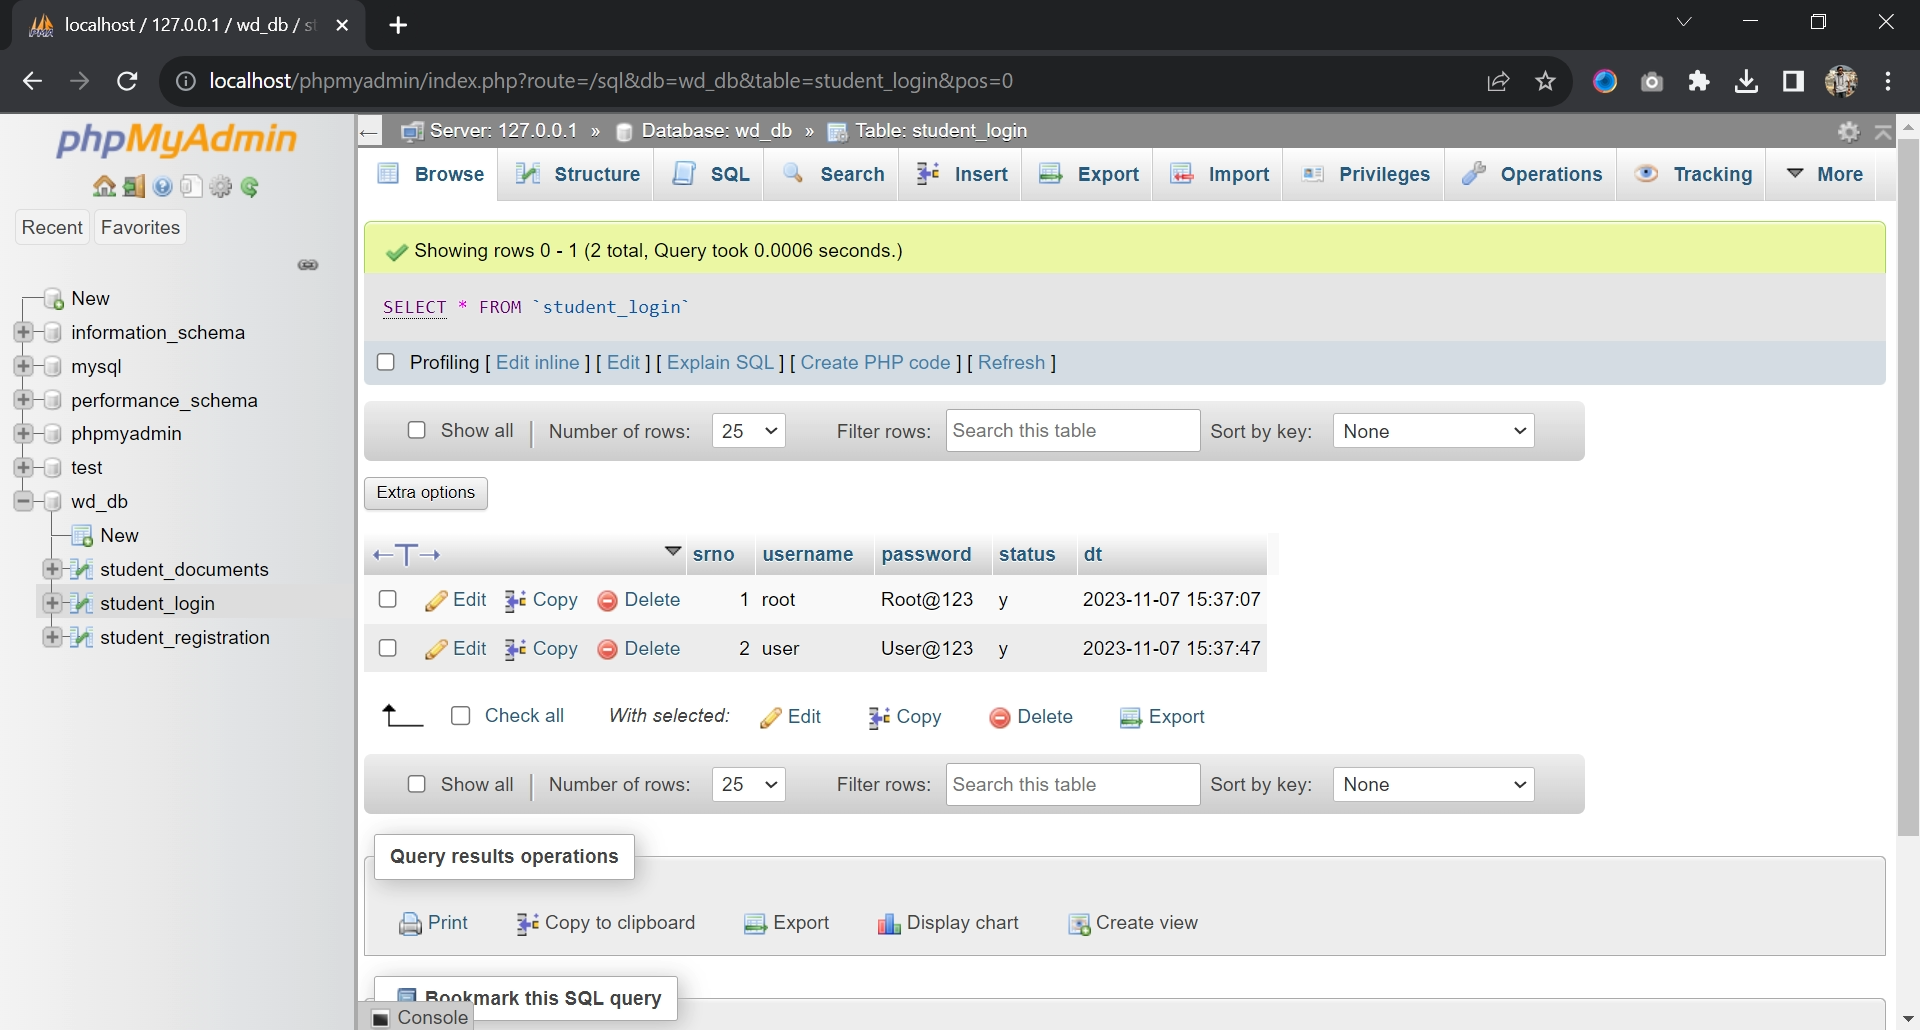 localhost / 127.0.0.1 / wd_db / st
localhost/phpmyadmin/index.php?route=/sql&db=wd_db&table=student_login&pos=0
phpMyAdmin
Recent Favorites
New
information_schema
mysql
performance_schema
phpmyadmin
test
wd_db
New
student_documents
student_login
student_registration
Server: 127.0.0.1 » Database: wd_db » Table: student_login
Browse Structure SQL Search Insert Export Import Privileges Operations Tracking More
Showing rows 0 - 1 (2 total, Query took 0.0006 seconds.)
SELECT * FROM `student_login`
Profiling [ Edit inline ] [ Edit ] [ Explain SQL ] [ Create PHP code ] [ Refresh ]
Show all | Number of rows: 25 Filter rows: Search this table Sort by key: None
Extra options
←T→ srno username password status dt
Edit Copy Delete 1 root Root@123 y 2023-11-07 15:37:07
Edit Copy Delete 2 user User@123 y 2023-11-07 15:37:47
Check all With selected: Edit Copy Delete Export
Show all | Number of rows: 25 Filter rows: Search this table Sort by key: None
Query results operations
Print Copy to clipboard Export Display chart Create view
Bookmark this SQL query
Console